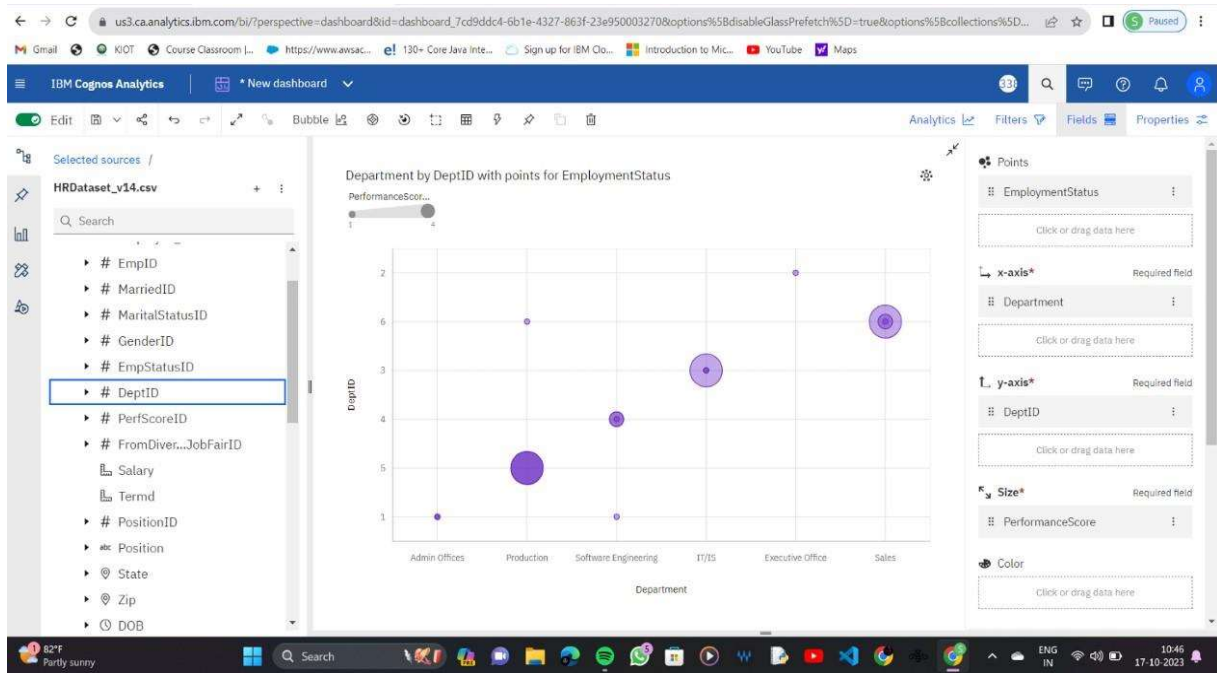 us3.ca.analytics.ibm.com/bi/?perspective=dashboard&id=dashboard_7cd9ddc4-6b1e-4327-863f-23e950003270&options%5BdisableGlassPrefetch%5D=true&options%5Bcollections%5D...
S Paused
Gmail KIOT Course Classroom |... https://www.awsac... 130+ Core Java Inte... Sign up for IBM Clo... Introduction to Mic... YouTube Maps
IBM Cognos Analytics * New dashboard
Edit Bubble Analytics Filters Fields Properties
Selected sources /
HRDataset_v14.csv
Search
# EmpID
# MarriedID
# MaritalStatusID
# GenderID
# EmpStatusID
# DeptID
# PerfScoreID
# FromDiver...JobFairID
Salary
Termd
# PositionID
abc Position
State
Zip
DOB
Department by DeptID with points for EmploymentStatus
PerformanceScor...
1 4
DeptID
2
6
3
4
5
1
Admin Offices Production Software Engineering IT/IS Executive Office Sales
Department
Points
EmploymentStatus
Click or drag data here
x-axis* Required field
Department
Click or drag data here
y-axis* Required field
DeptID
Click or drag data here
Size* Required field
PerformanceScore
Color
Click or drag data here
82°F
Partly sunny
Search
ENG
IN
10:46
17-10-2023